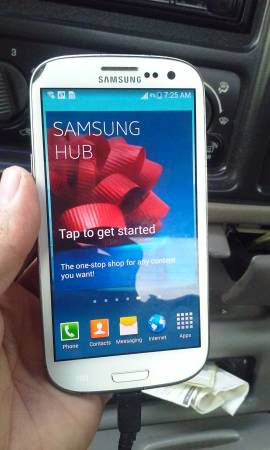 SAMSUNG
7:25 AM
SAMSUNG
HUB
Tap to get started
The one-stop shop for any content
you want!
Phone
Contacts
Messaging
Internet
Apps
3